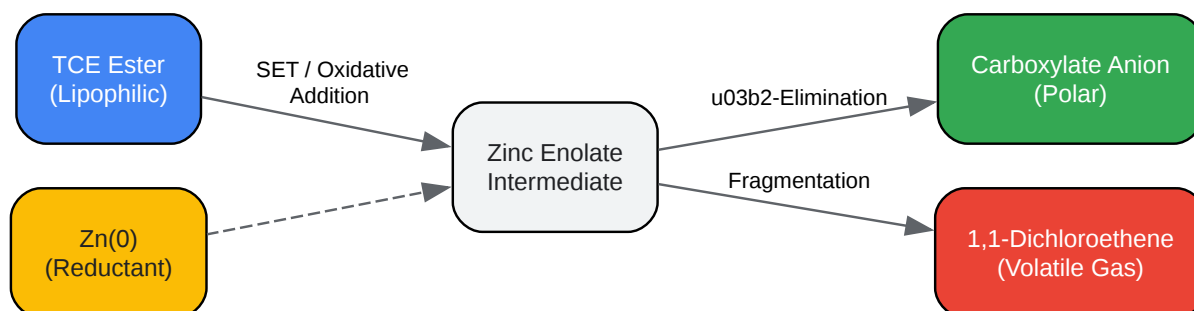 TCE Ester
(Lipophilic)
SET / Oxidative
Addition
Zn(0)
(Reductant)
Zinc Enolate
Intermediate
u03b2-Elimination
Fragmentation
Carboxylate Anion
(Polar)
1,1-Dichloroethene
(Volatile Gas)